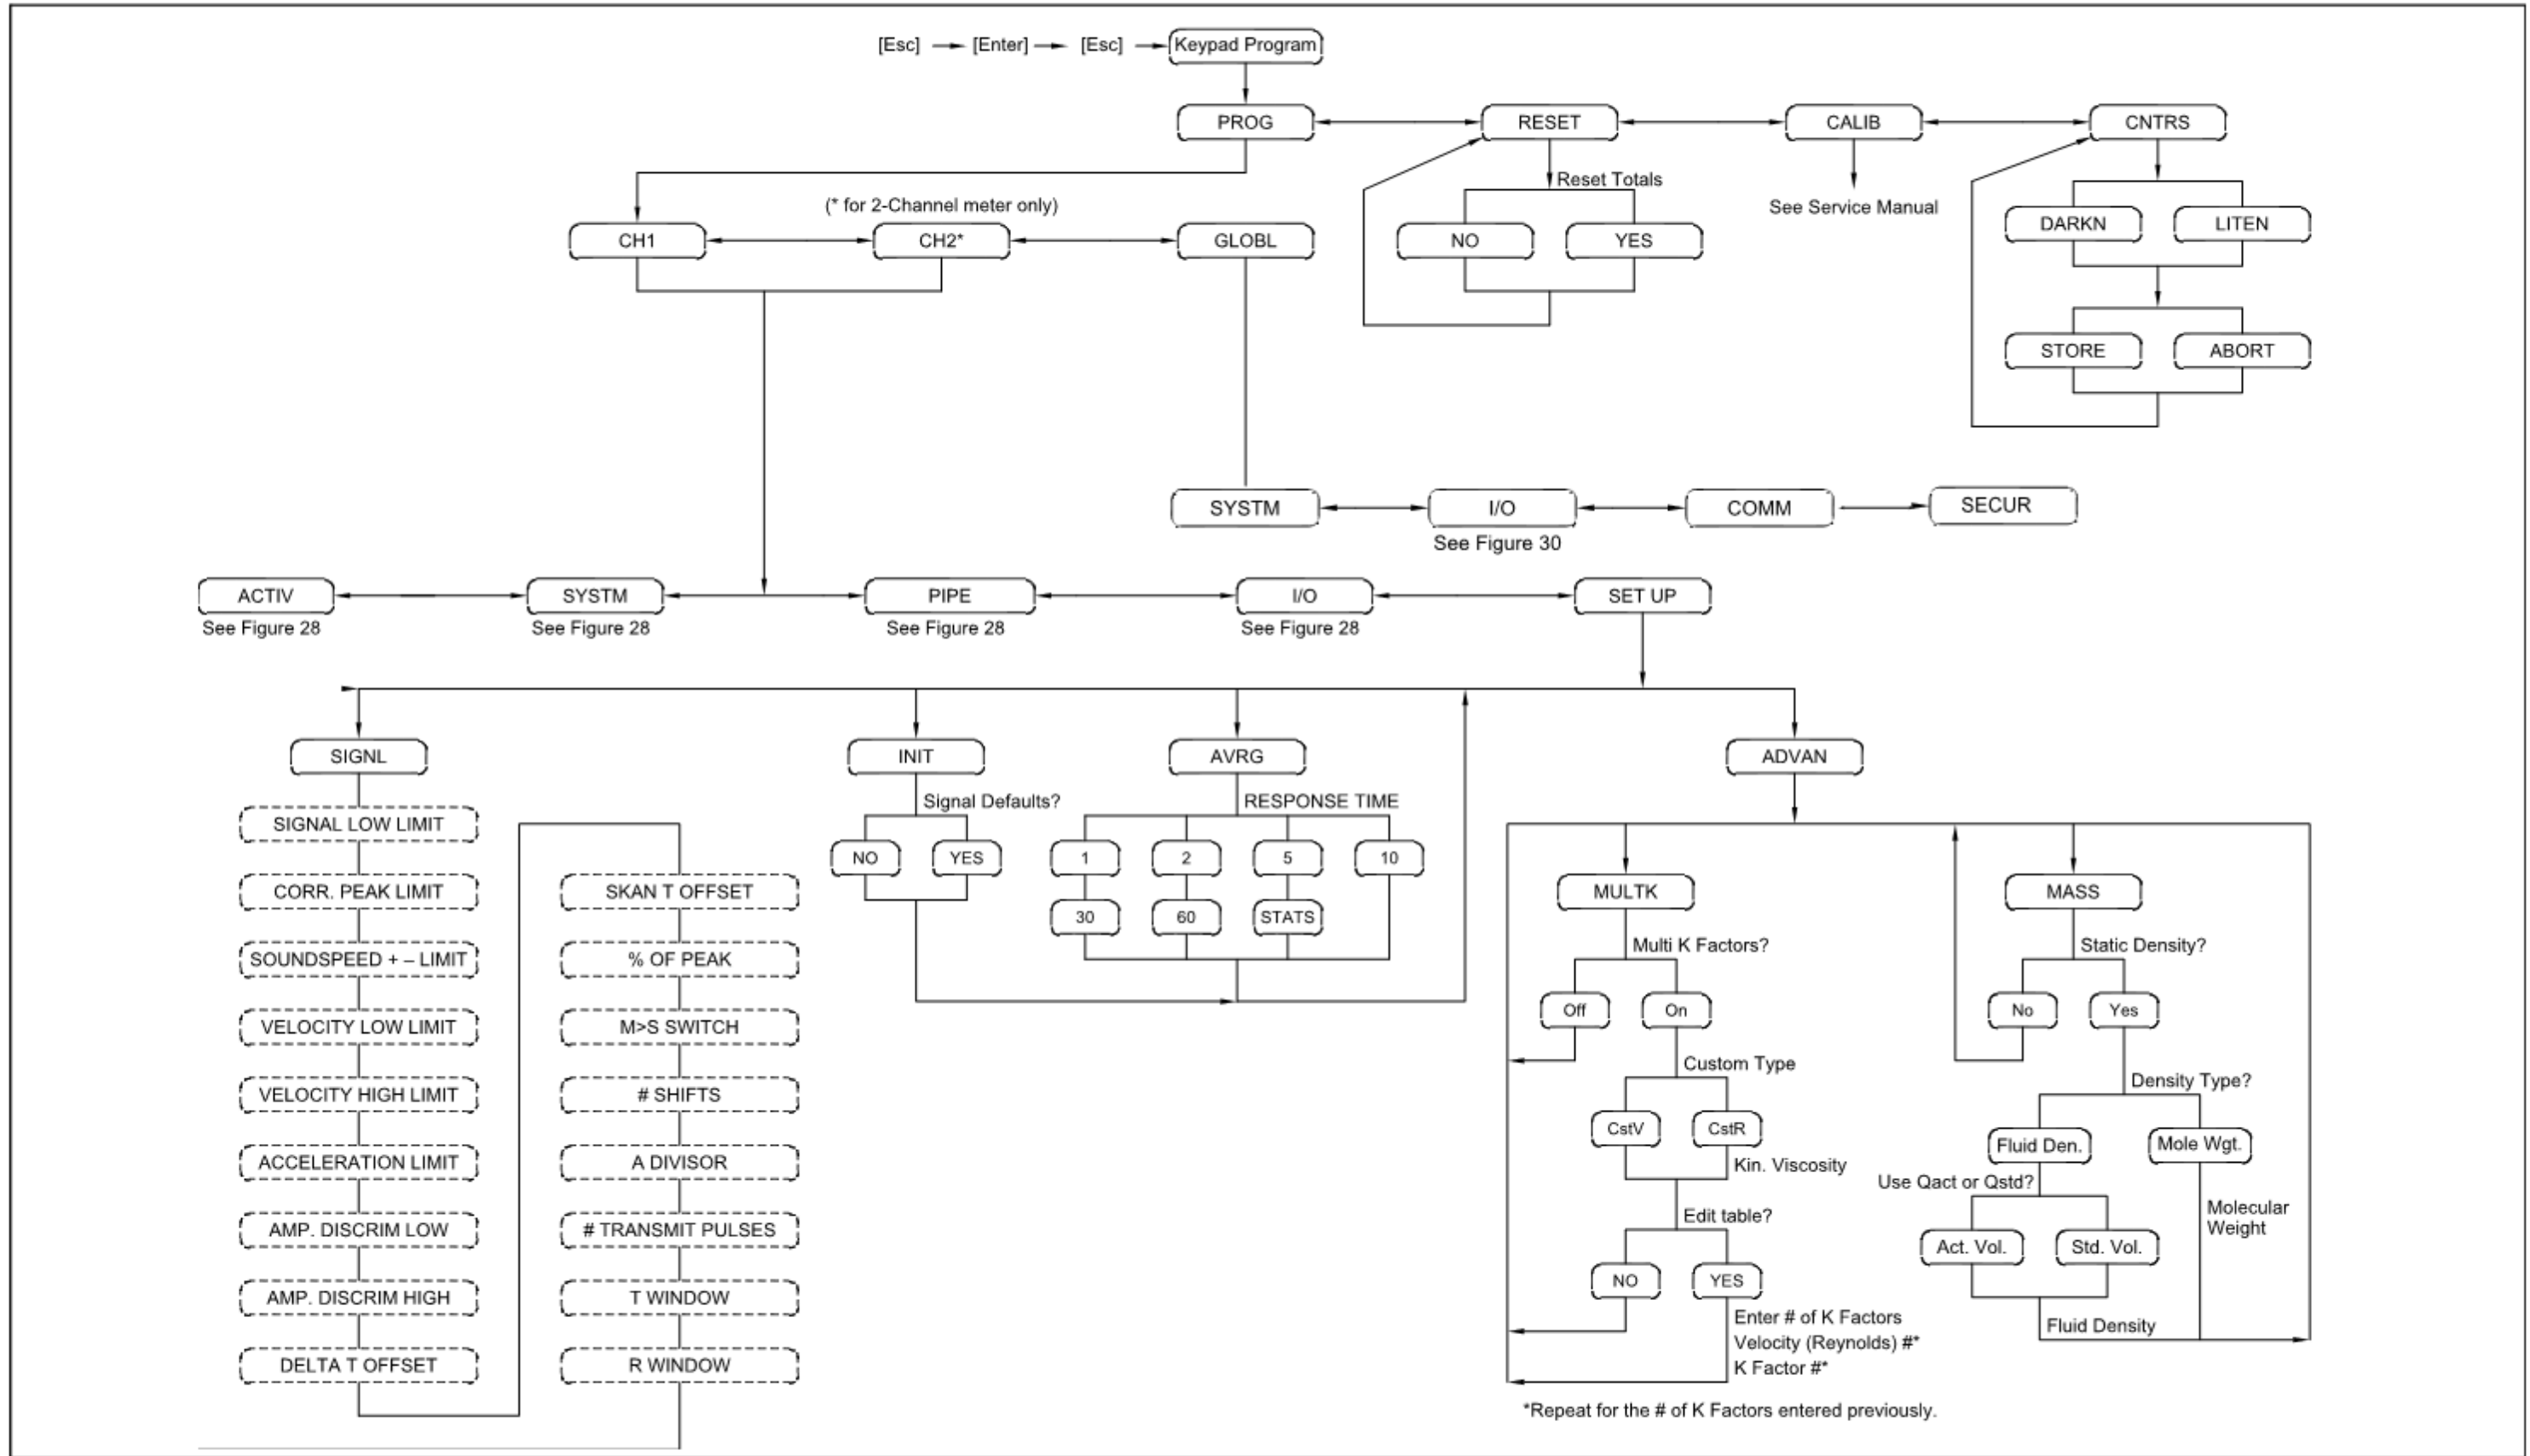 [Esc] [Enter] [Esc] Keypad Program
PROG RESET CALIB CNTRS
Reset Totals
See Service Manual
(* for 2-Channel meter only)
DARKN LITEN
CH1 CH2* GLOBL NO YES
STORE ABORT
SYSTM I/O COMM SECUR
See Figure 30
ACTIV SYSTM PIPE I/O SET UP
See Figure 28 See Figure 28 See Figure 28 See Figure 28
SIGNL INIT AVRG ADVAN
Signal Defaults? RESPONSE TIME
SIGNAL LOW LIMIT
NO YES 1 2 5 10
CORR. PEAK LIMIT SKAN T OFFSET MULTK MASS
30 60 STATS
Multi K Factors? Static Density?
SOUNDSPEED + – LIMIT % OF PEAK
Off On No Yes
VELOCITY LOW LIMIT M>S SWITCH
Custom Type
Density Type?
VELOCITY HIGH LIMIT # SHIFTS
CstV CstR Fluid Den. Mole Wgt.
ACCELERATION LIMIT A DIVISOR Kin. Viscosity
Use Qact or Qstd?
Molecular
Weight
Edit table?
AMP. DISCRIM LOW # TRANSMIT PULSES
Act. Vol. Std. Vol.
NO YES
AMP. DISCRIM HIGH T WINDOW
Enter # of K Factors
Fluid Density
Velocity (Reynolds) #*
K Factor #*
DELTA T OFFSET R WINDOW
*Repeat for the # of K Factors entered previously.